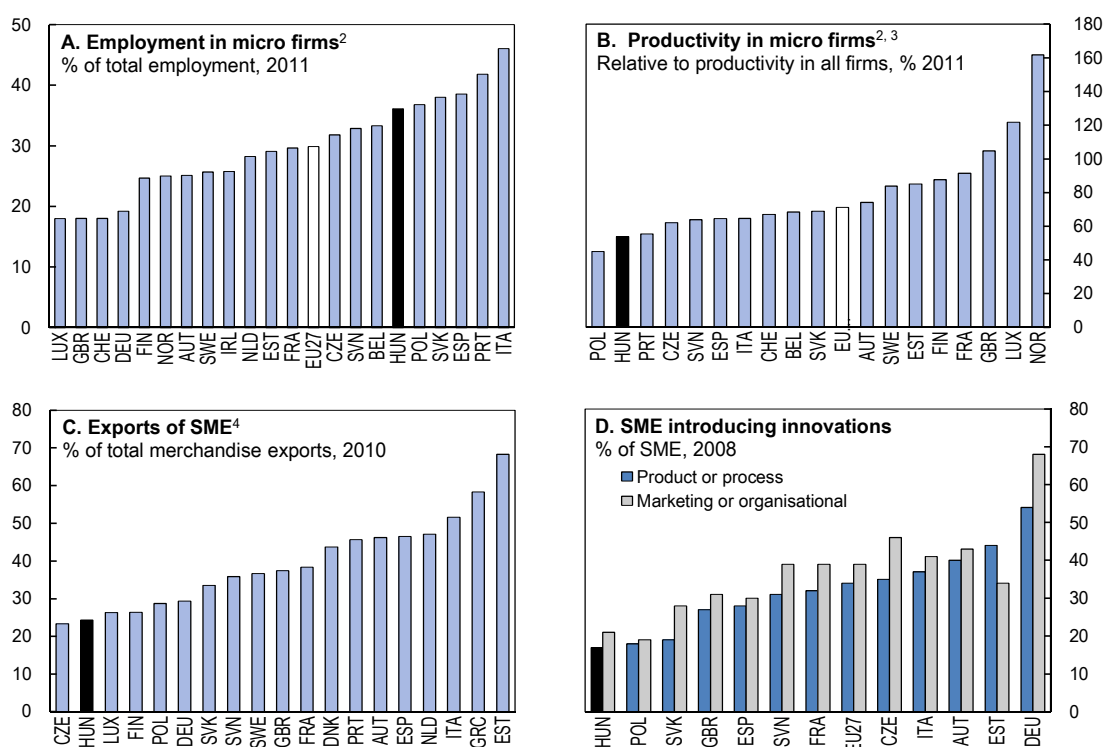 A. Employment in micro firms2
% of total employment, 2011
50
40
30
20
10
0
LUX
GBR
CHE
DEU
FIN
NOR
AUT
SWE
IRL
NLD
EST
FRA
EU27
CZE
SVN
BEL
HUN
POL
SVK
ESP
PRT
ITA
B. Productivity in micro firms2, 3
Relative to productivity in all firms, % 2011
180
160
140
120
100
80
60
40
20
0
POL
HUN
PRT
CZE
SVN
ESP
ITA
CHE
BEL
SVK
EU
AUT
SWE
EST
FIN
FRA
GBR
LUX
NOR
C. Exports of SME4
% of total merchandise exports, 2010
80
70
60
50
40
30
20
10
0
CZE
HUN
LUX
FIN
POL
DEU
SVK
SVN
SWE
GBR
FRA
DNK
PRT
AUT
ESP
NLD
ITA
GRC
EST
D. SME introducing innovations
% of SME, 2008
Product or process
Marketing or organisational
80
70
60
50
40
30
20
10
0
HUN
POL
SVK
GBR
ESP
SVN
FRA
EU27
CZE
ITA
AUT
EST
DEU